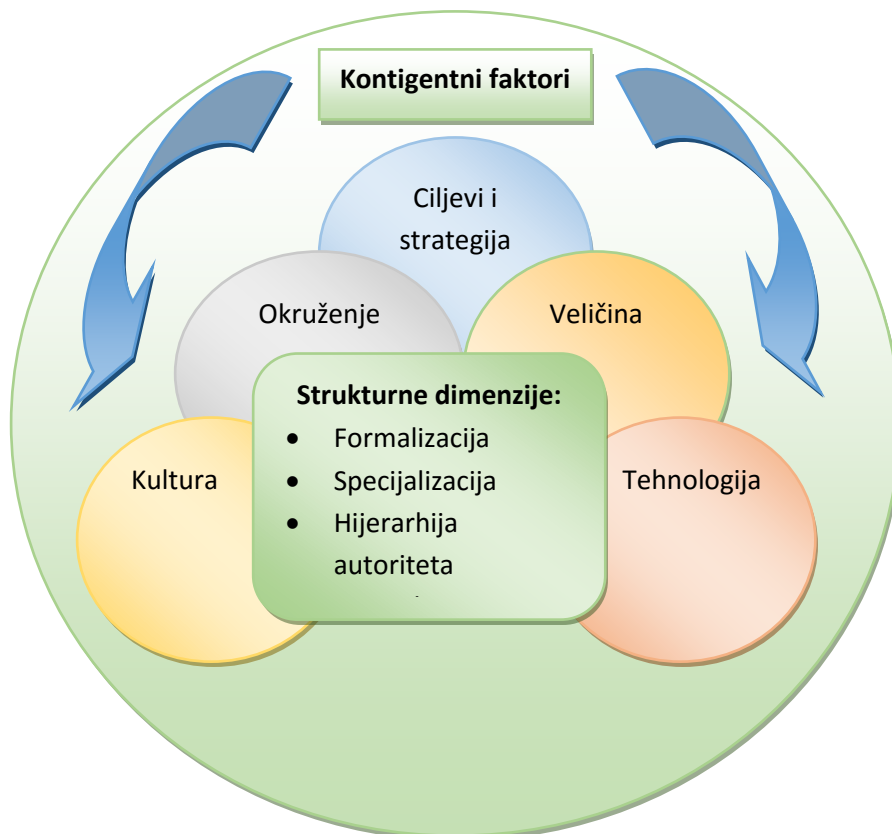 Kontigentni faktori
Ciljevi i
strategija
Okruženje
Veličina
Strukturne dimenzije:
• Formalizacija
• Specijalizacija
• Hijerarhija
autoriteta
Kultura
Tehnologija